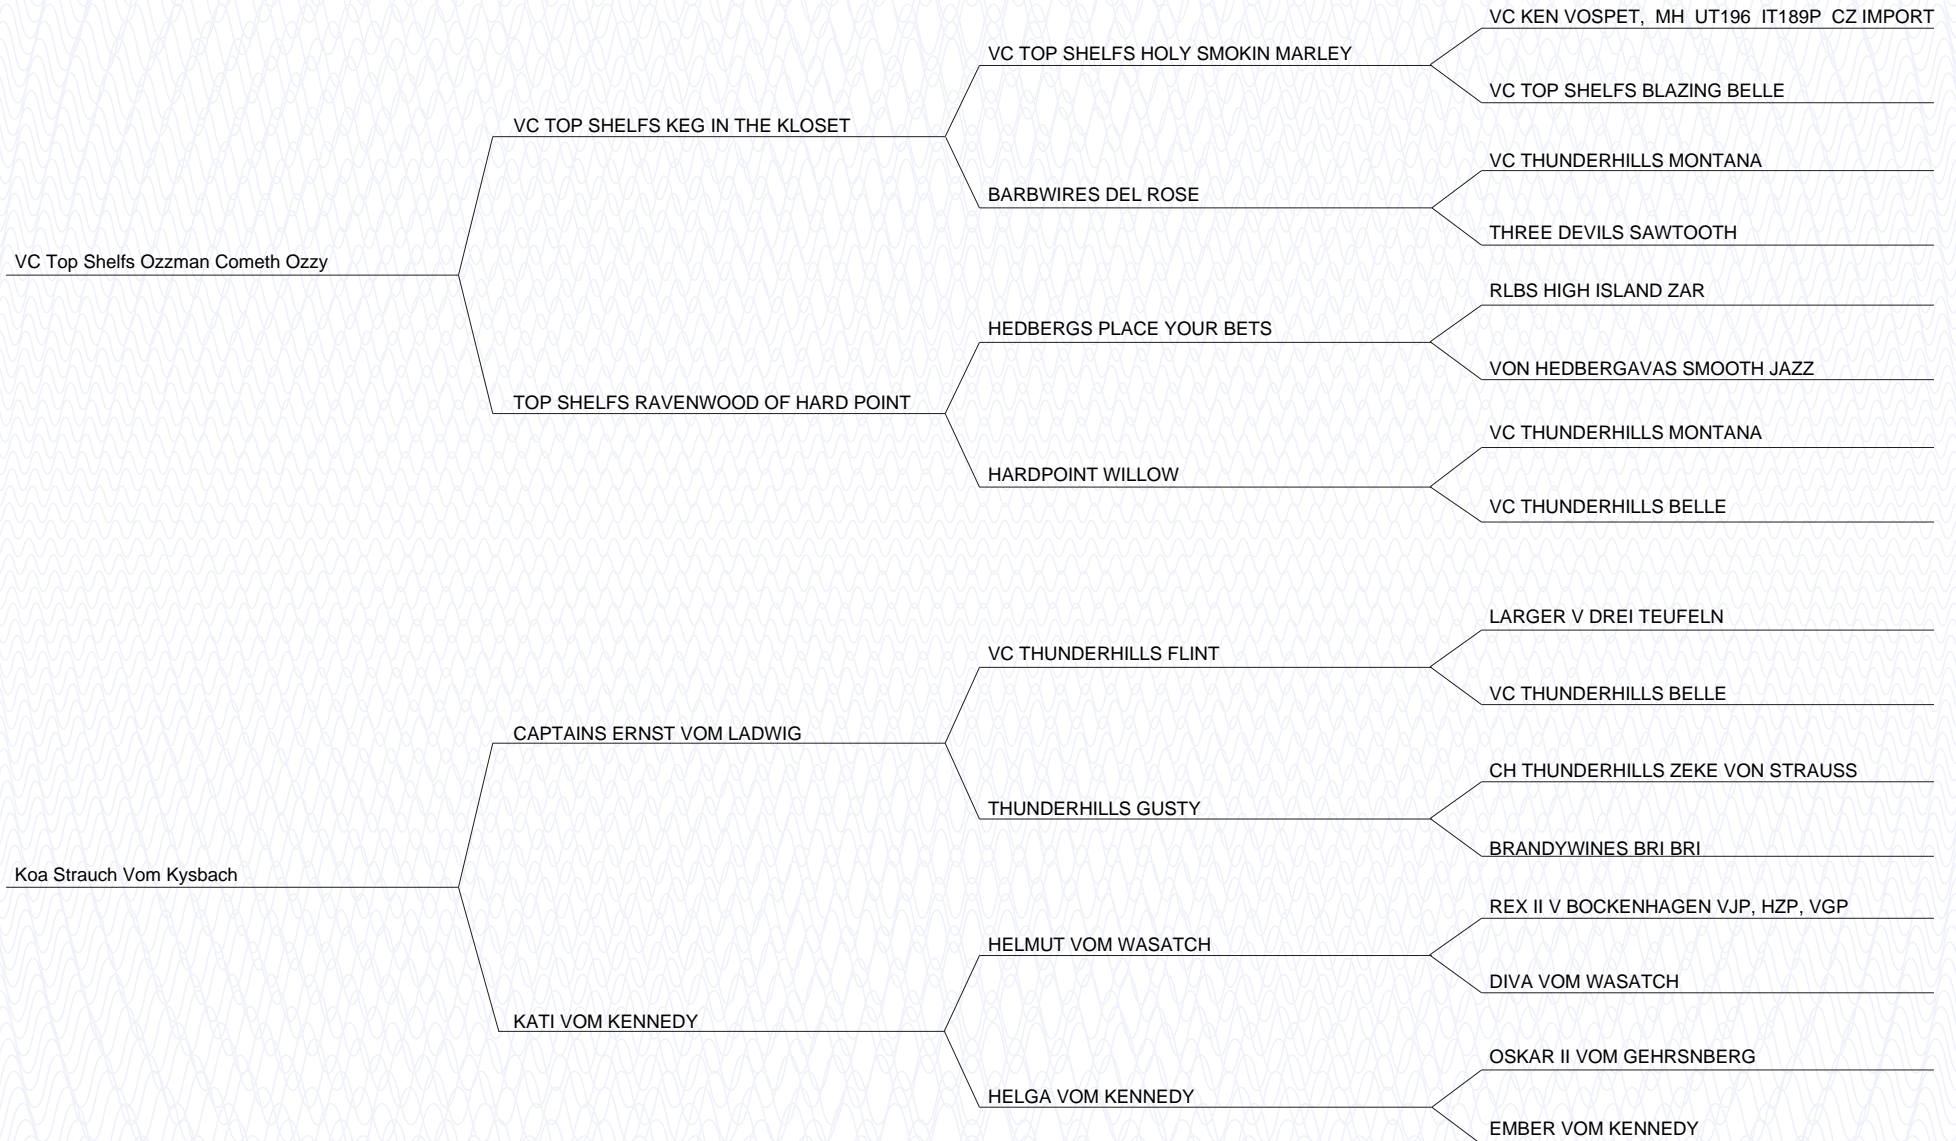 VC KEN VOSPET, MH UT196 IT189P CZ IMPORT
VC TOP SHELFS HOLY SMOKIN MARLEY
VC TOP SHELFS BLAZING BELLE
VC TOP SHELFS KEG IN THE KLOSET
VC THUNDERHILLS MONTANA
BARBWIRES DEL ROSE
THREE DEVILS SAWTOOTH
VC Top Shelfs Ozzman Cometh Ozzy
RLBS HIGH ISLAND ZAR
HEDBERGS PLACE YOUR BETS
VON HEDBERGAVAS SMOOTH JAZZ
TOP SHELFS RAVENWOOD OF HARD POINT
VC THUNDERHILLS MONTANA
HARDPOINT WILLOW
VC THUNDERHILLS BELLE
LARGER V DREI TEUFELN
VC THUNDERHILLS FLINT
VC THUNDERHILLS BELLE
CAPTAINS ERNST VOM LADWIG
CH THUNDERHILLS ZEKE VON STRAUSS
THUNDERHILLS GUSTY
BRANDYWINES BRI BRI
Koa Strauch Vom Kysbach
REX II V BOCKENHAGEN VJP, HZP, VGP
HELMUT VOM WASATCH
DIVA VOM WASATCH
KATI VOM KENNEDY
OSKAR II VOM GEHRSNBERG
HELGA VOM KENNEDY
EMBER VOM KENNEDY